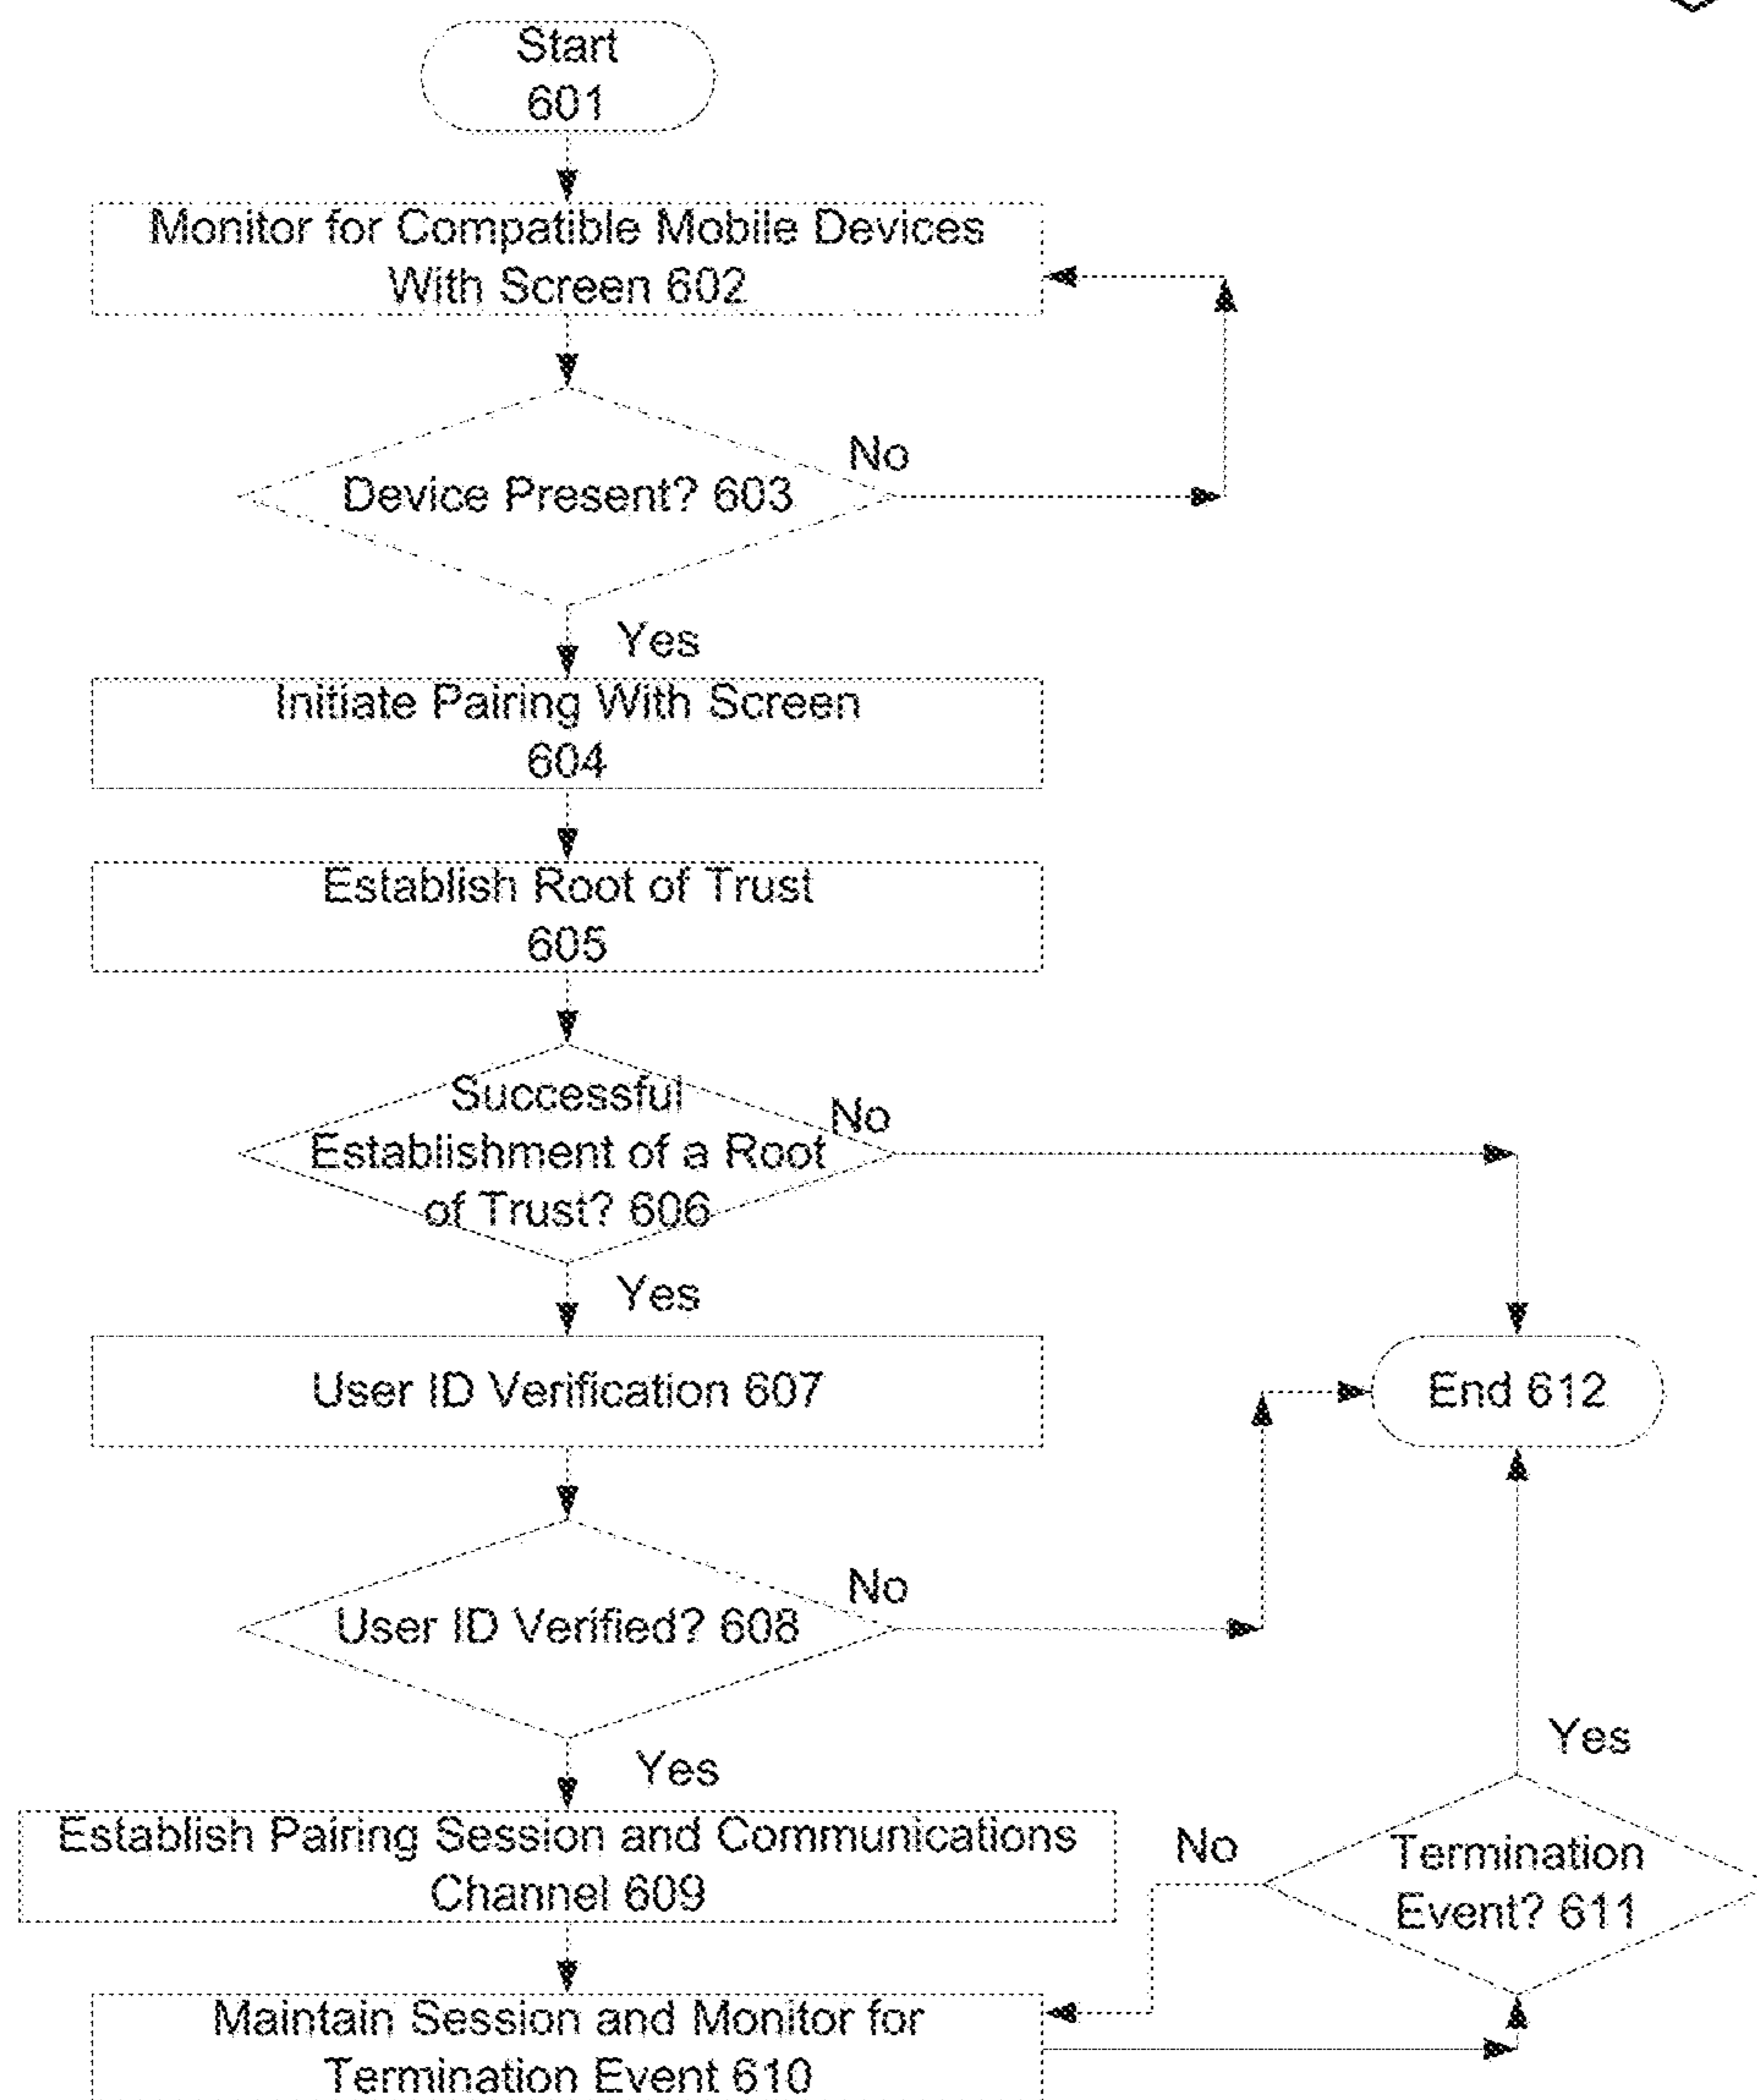 Start
601
Monitor for Compatible Mobile Devices
With Screen 602
No
Device Present? 603
Yes
Initiate Pairing With Screen
604
Establish Root of Trust
605
Successful
Establishment of a Root
of Trust? 606
No
Yes
User ID Verification 607
End 612
No
User ID Verified? 608
Yes
Establish Pairing Session and Communications
Channel 609
Yes
No
Termination
Event? 611
Maintain Session and Monitor for
Termination Event 610